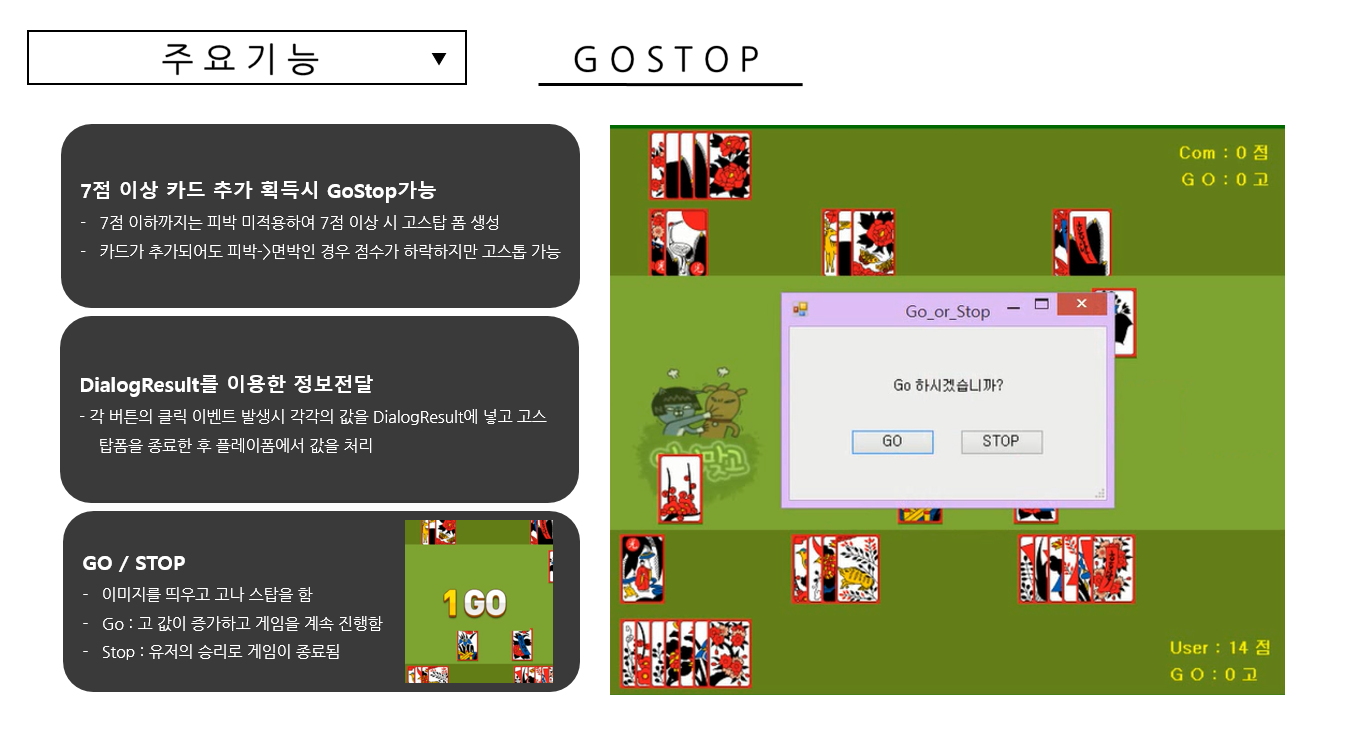 주요기능 ▼
GOSTOP
7점 이상 카드 추가 획득시 GoStop가능
- 7점 이하까지는 피박 미적용하여 7점 이상 시 고스탑 폼 생성
- 카드가 추가되어도 피박->면박인 경우 점수가 하락하지만 고스톱 가능
DialogResult를 이용한 정보전달
- 각 버튼의 클릭 이벤트 발생시 각각의 값을 DialogResult에 넣고 고스
탑폼을 종료한 후 플레이폼에서 값을 처리
GO / STOP
- 이미지를 띄우고 고나 스탑을 함
- Go : 고 값이 증가하고 게임을 계속 진행함
- Stop : 유저의 승리로 게임이 종료됨
1 GO
Com : 0 점
G O : 0 고
Go_or_Stop
Go 하시겠습니까?
GO
STOP
맞고
User : 14 점
G O : 0 고